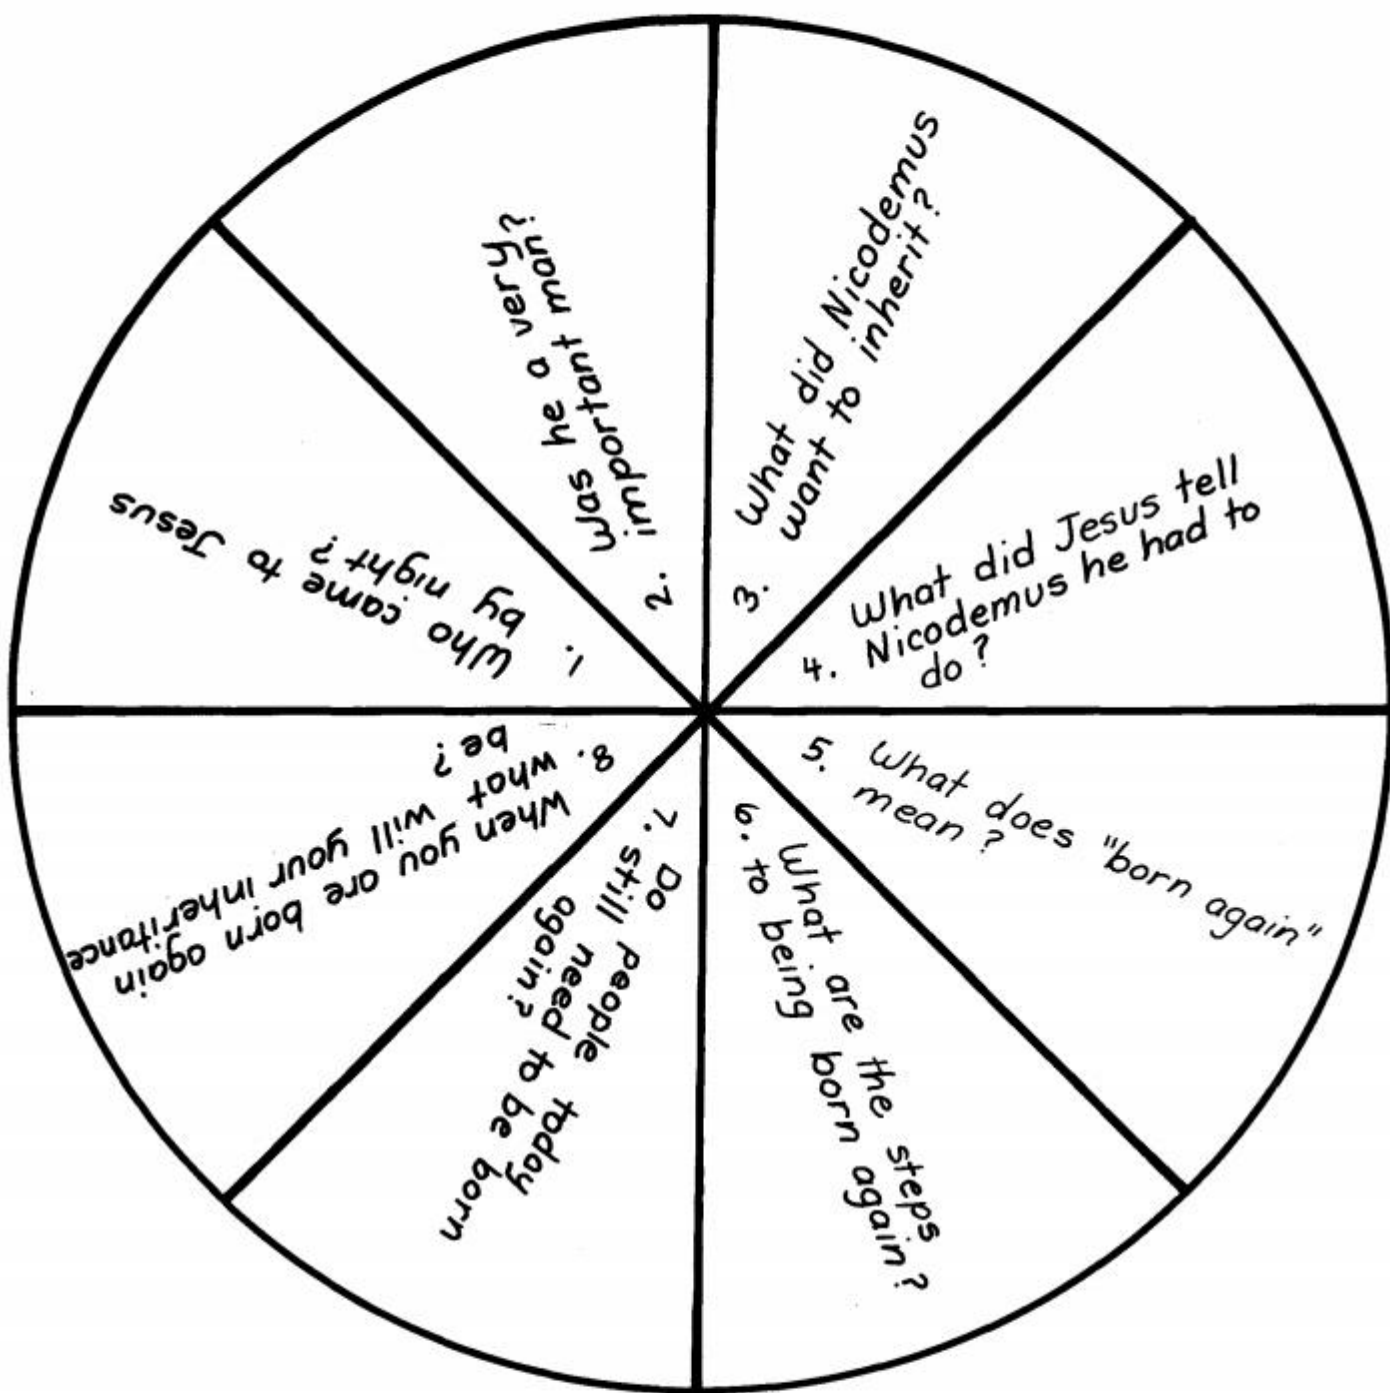 1. Who came to Jesus
by night?
2. Was he a very
important man?
3. What did Nicodemus
want to inherit?
4. What did Jesus tell
Nicodemus he had to
do?
5. What does "born again"
mean?
6. What are the steps
to being born again?
7. Do people today
still need to be born
again?
8. When you are born again
what will your inheritance
be?